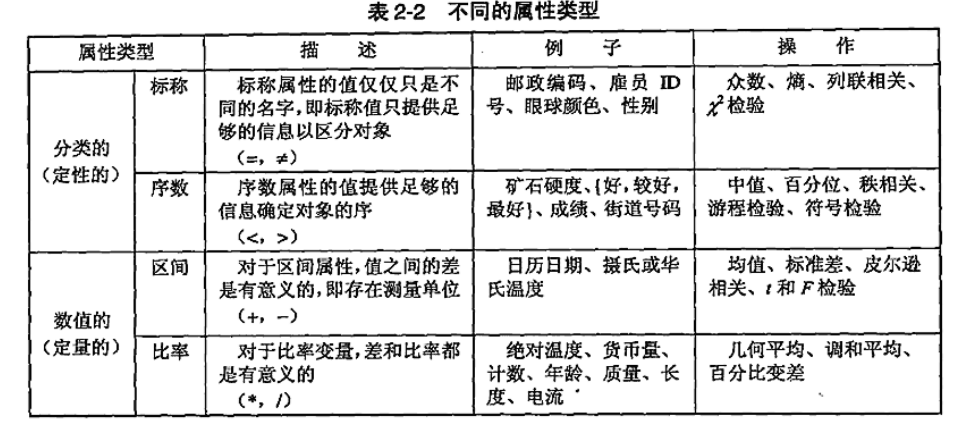 表 2-2 不同的属性类型
属性类型 描 述 例 子 操 作
分类的
（定性的）
标称
标称属性的值仅仅只是不
同的名字，即标称值只提供足
够的信息以区分对象
（=，≠）
邮政编码、雇员 ID
号、眼球颜色、性别
众数、熵、列联相关、
χ²检验
序数
序数属性的值提供足够的
信息确定对象的序
（<，>）
矿石硬度、{好，较好，
最好}、成绩、街道号码
中值、百分位、秩相关、
游程检验、符号检验
数值的
（定量的）
区间
对于区间属性，值之间的差
是有意义的，即存在测量单位
（+，-）
日历日期、摄氏或华
氏温度
均值、标准差、皮尔逊
相关、t 和 F 检验
比率
对于比率变量，差和比率都
是有意义的
（*，/）
绝对温度、货币量、
计数、年龄、质量、长
度、电流
几何平均、调和平均、
百分比变差